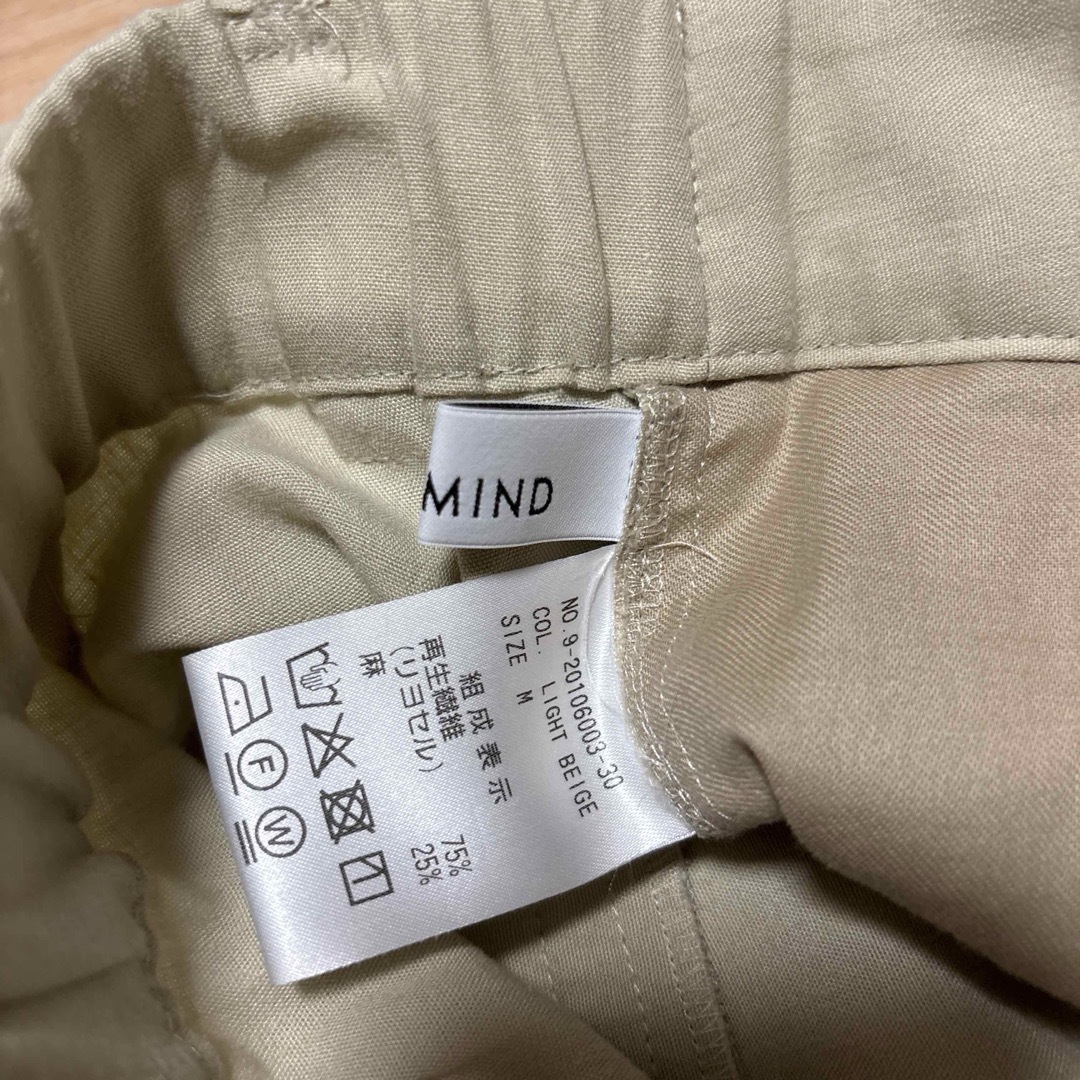 MIND
NO.9-20106003-30
COL. LIGHT BEIGE
SIZE M
組成表示
再生繊維
(リヨセル) 75%
麻 25%
F
W